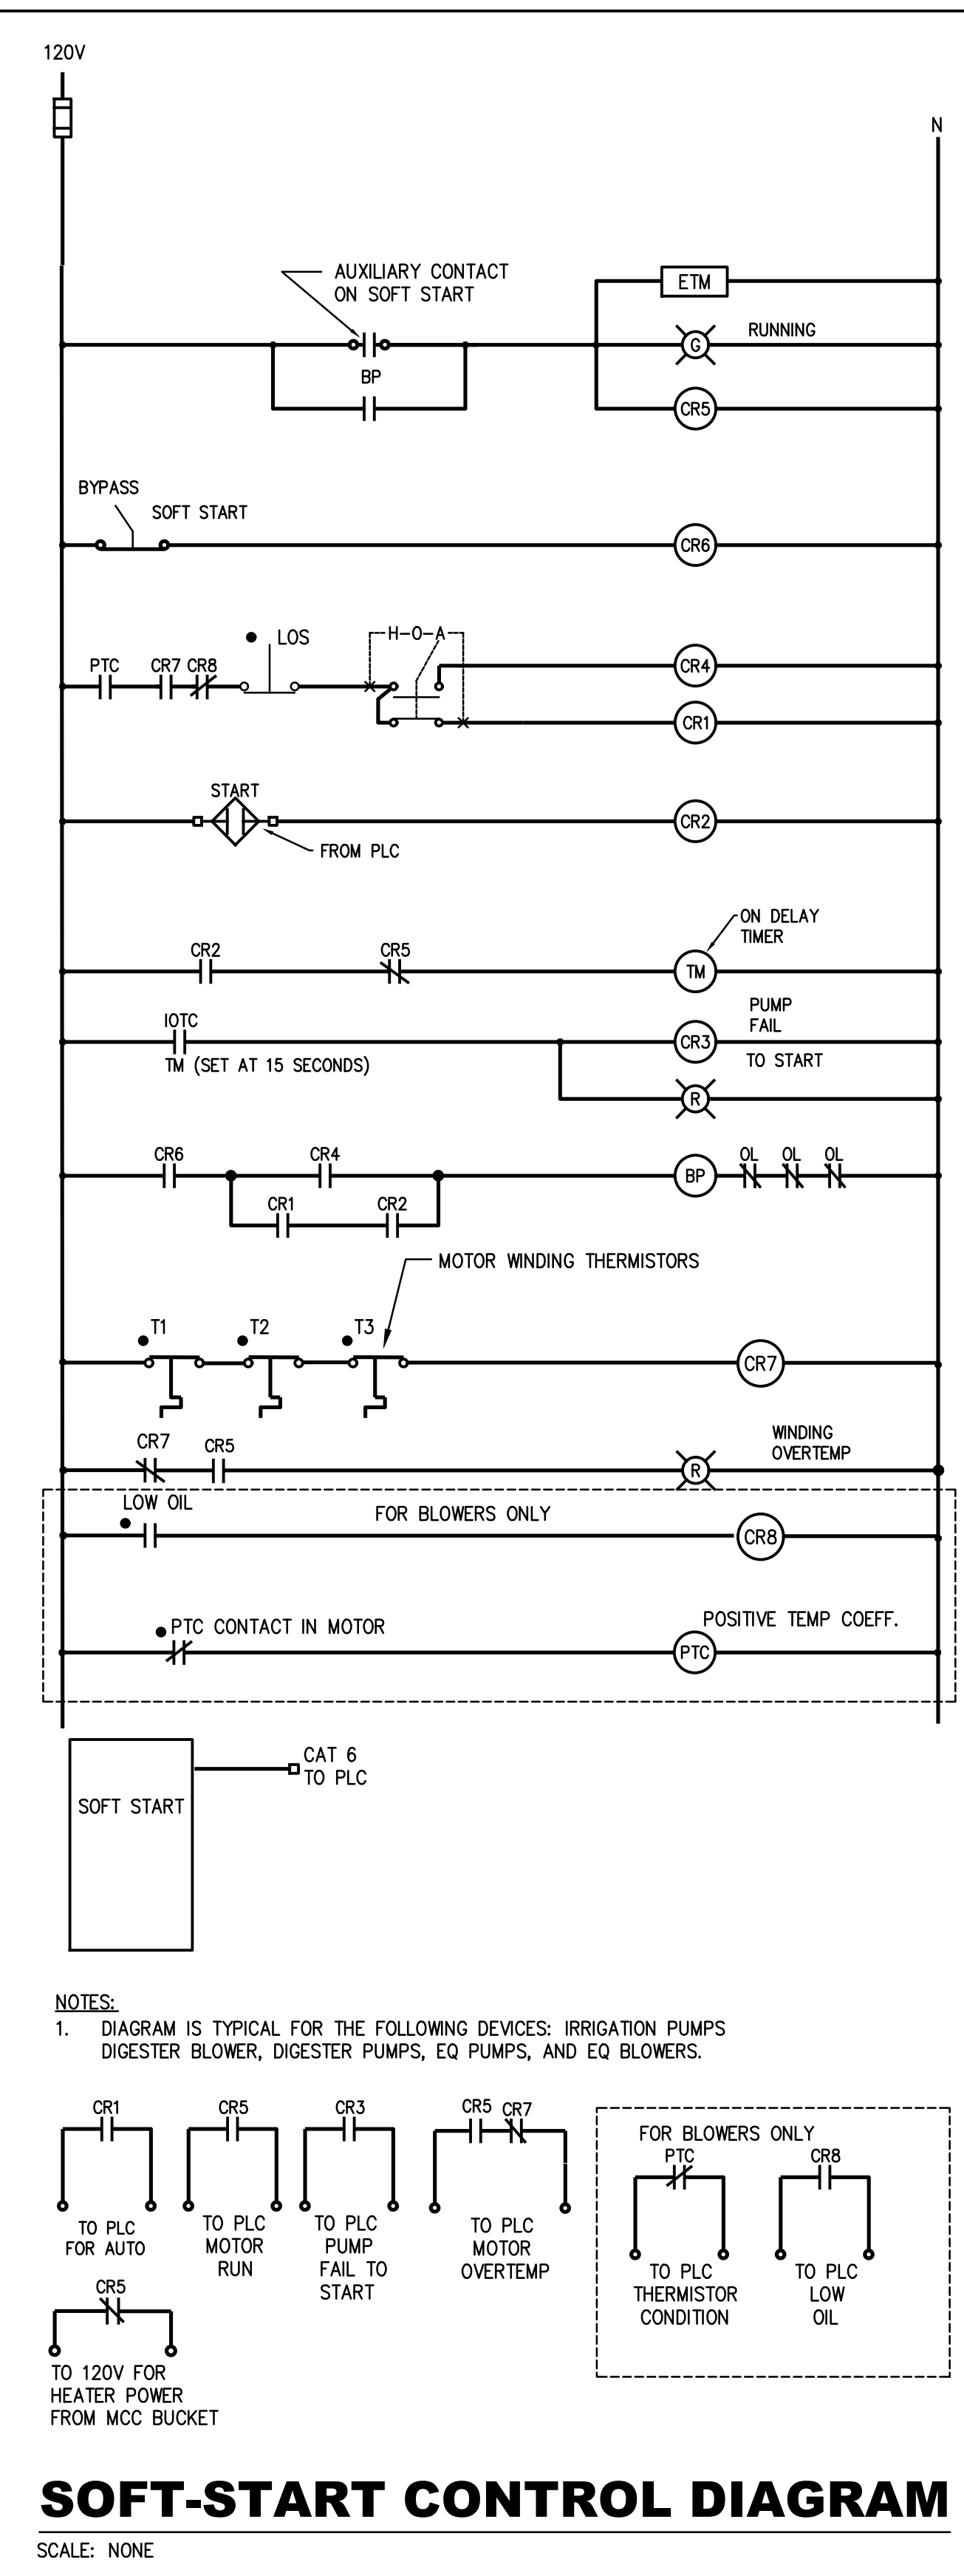 120V
N
AUXILIARY CONTACT
ON SOFT START
ETM
RUNNING
G
BP
CR5
BYPASS
SOFT START
CR6
LOS
H-O-A
PTC CR7 CR8
CR4
CR1
START
CR2
FROM PLC
ON DELAY
TIMER
CR2 CR5
TM
PUMP
FAIL
IOTC
CR3
TO START
TM (SET AT 15 SECONDS)
R
CR6 CR4 OL OL OL
BP
CR1 CR2
MOTOR WINDING THERMISTORS
T1 T2 T3
CR7
WINDING
OVERTEMP
CR7 CR5
R
LOW OIL
FOR BLOWERS ONLY
CR8
POSITIVE TEMP COEFF.
PTC CONTACT IN MOTOR
PTC
CAT 6
TO PLC
SOFT START
NOTES:
1. DIAGRAM IS TYPICAL FOR THE FOLLOWING DEVICES: IRRIGATION PUMPS
DIGESTER BLOWER, DIGESTER PUMPS, EQ PUMPS, AND EQ BLOWERS.
CR1
TO PLC
FOR AUTO
CR5
TO PLC
MOTOR
RUN
CR3
TO PLC
PUMP
FAIL TO
START
CR5 CR7
TO PLC
MOTOR
OVERTEMP
FOR BLOWERS ONLY
PTC
TO PLC
THERMISTOR
CONDITION
CR8
TO PLC
LOW
OIL
CR5
TO 120V FOR
HEATER POWER
FROM MCC BUCKET
SOFT-START CONTROL DIAGRAM
SCALE: NONE